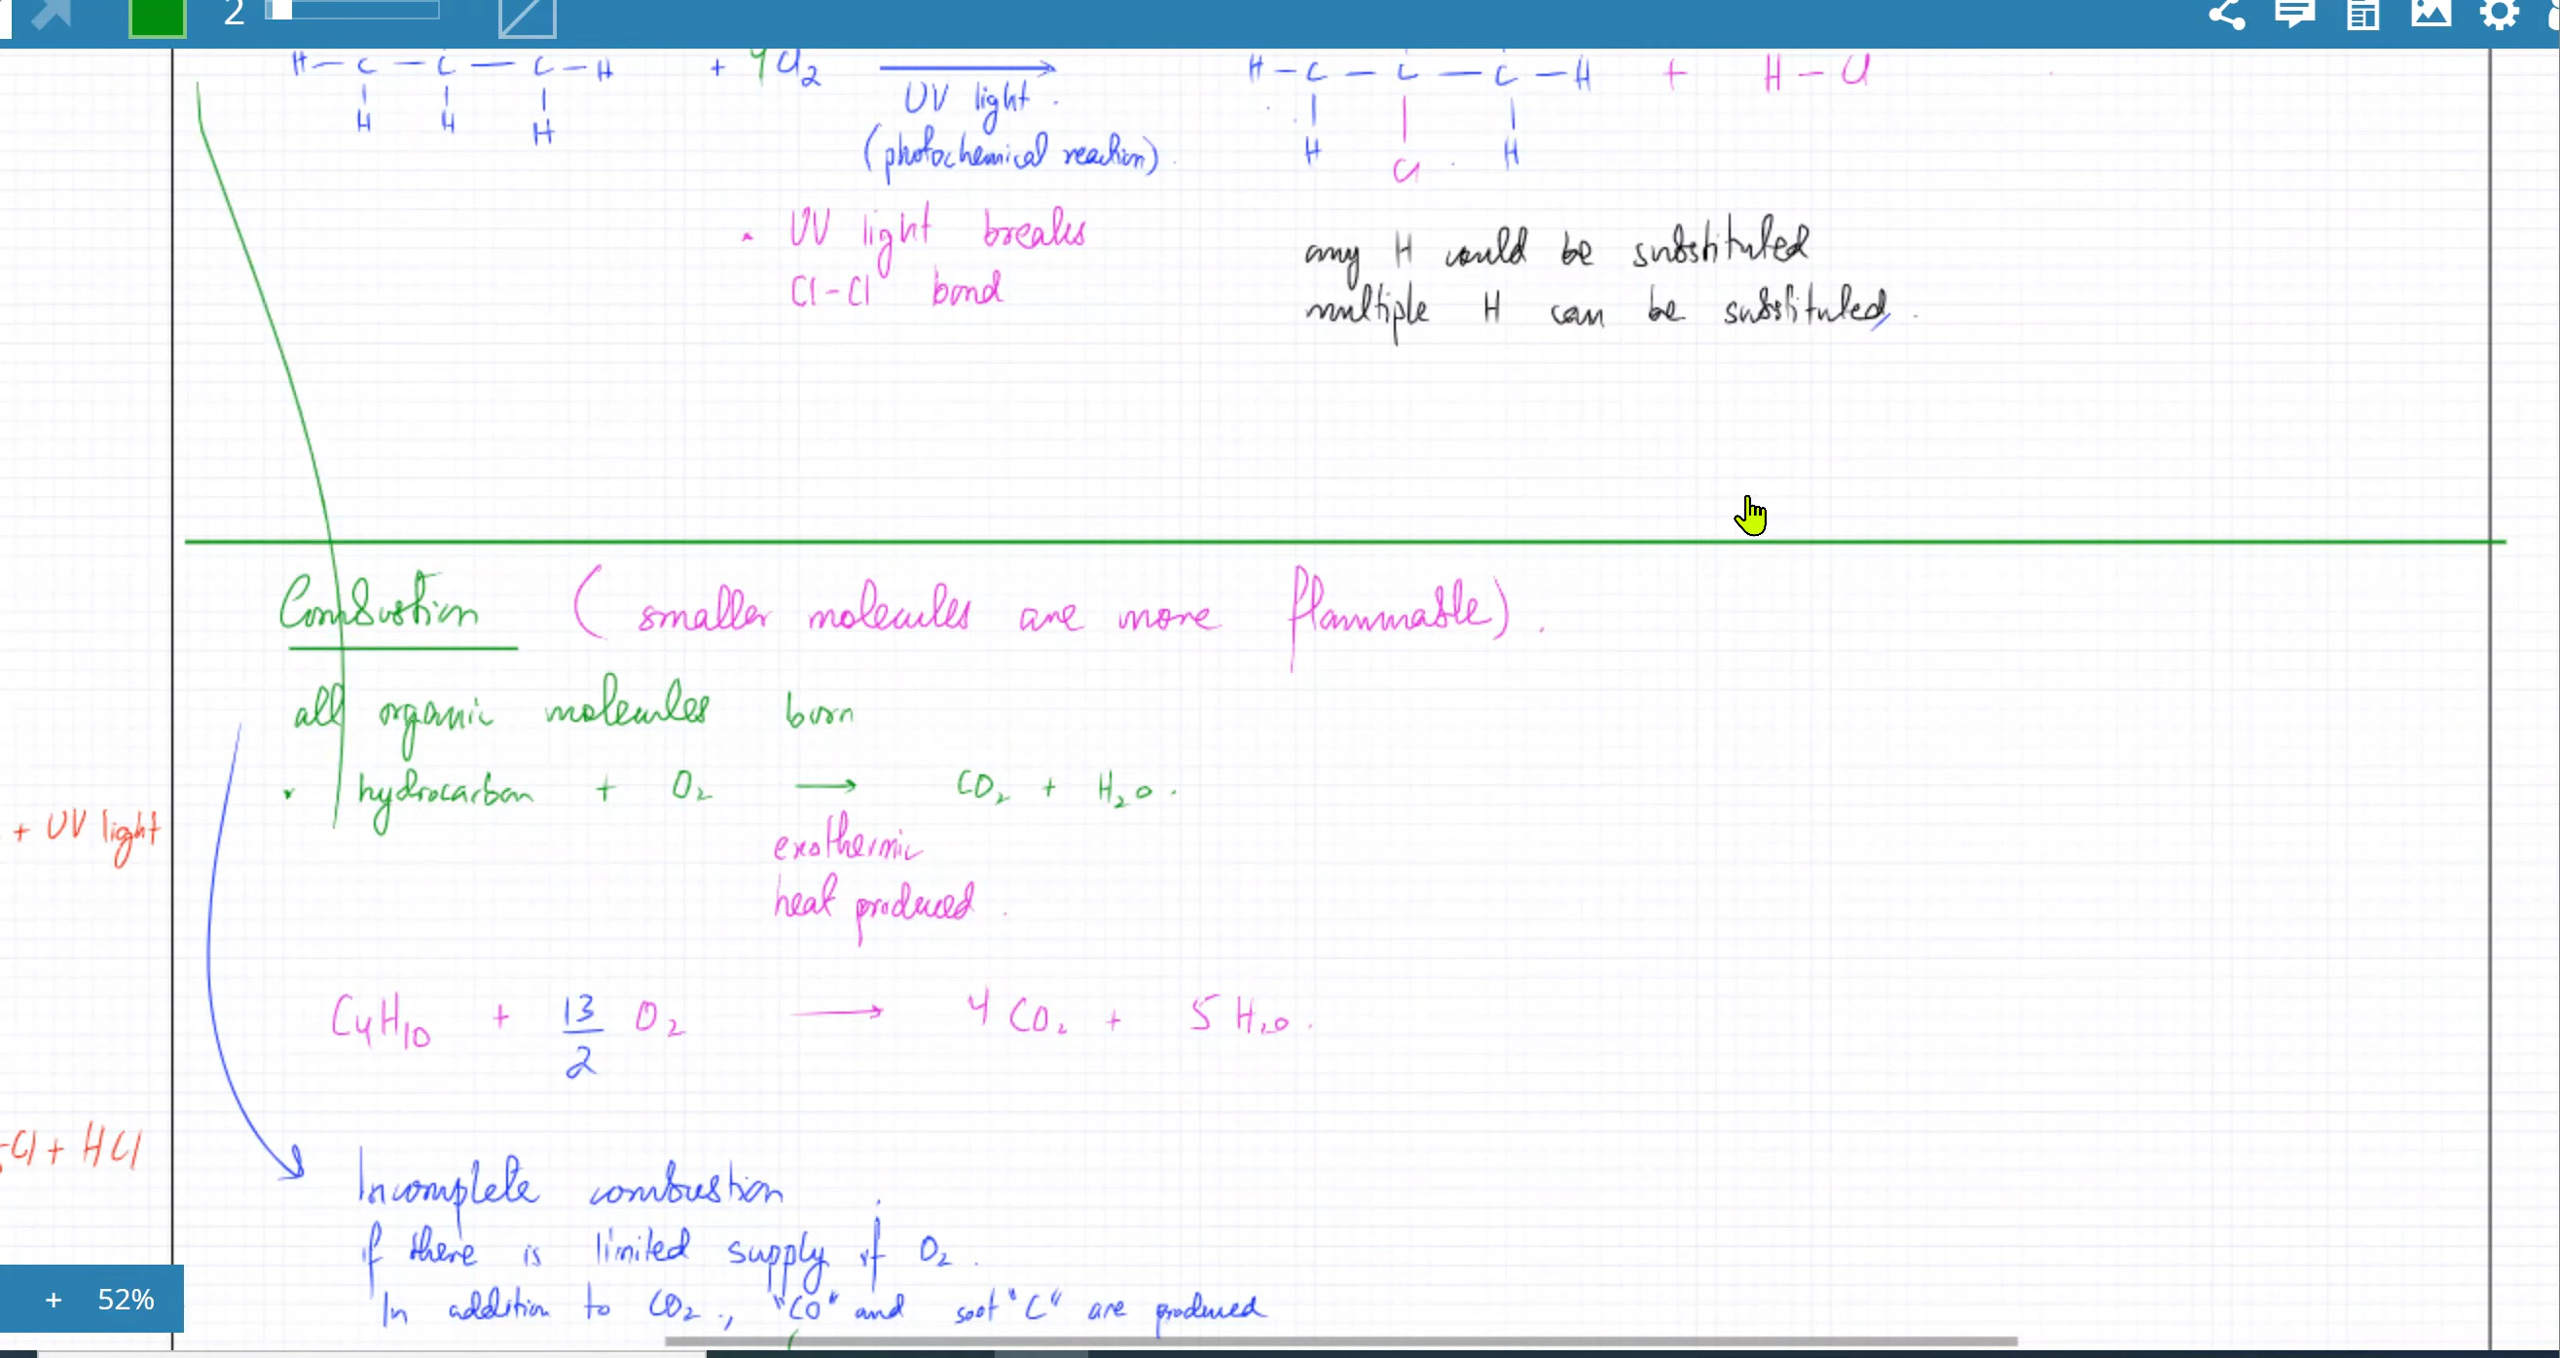 2
H — C — C — C — H + 4Cl2 → H — C — C — C — H + H — Cl
UV light.
H H H
(photochemical reaction)
H Cl H
UV light breaks
Cl-Cl bond
any H could be substituted
multiple H can be substituted.
Combustion (smaller molecules are more flammable).
all organic molecules burn
hydrocarbon + O2 → CO2 + H2O.
+ UV light
exothermic
heat produced.
C4H10 + 13/2 O2 → 4 CO2 + 5 H2O.
-Cl + HCl
Incomplete combustion
if there is limited supply of O2.
In addition to CO2, "CO" and soot "C" are produced
+ 52%